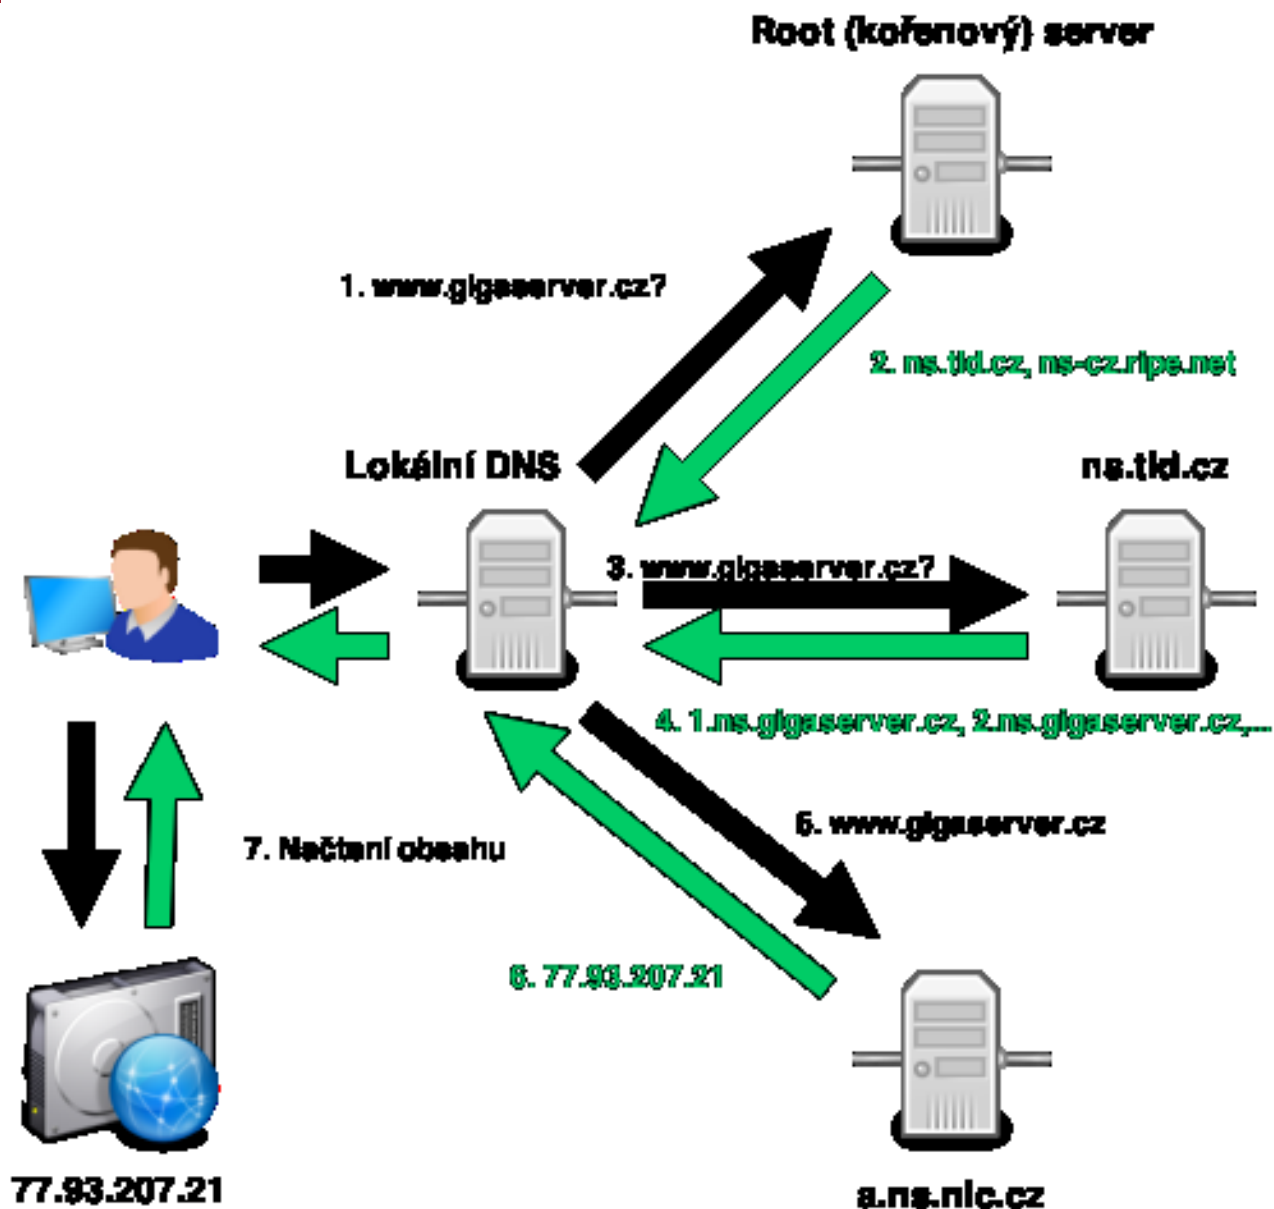 Root (kořenový) server
1. www.gigaserver.cz?
2. ns.tld.cz, ns-cz.ripe.net
Lokální DNS
ns.tld.cz
3. www.gigaserver.cz?
4. 1.ns.gigaserver.cz, 2.ns.gigaserver.cz,...
5. www.gigaserver.cz
7. Načtaní obsahu
6. 77.93.207.21
77.93.207.21
a.ns.nic.cz